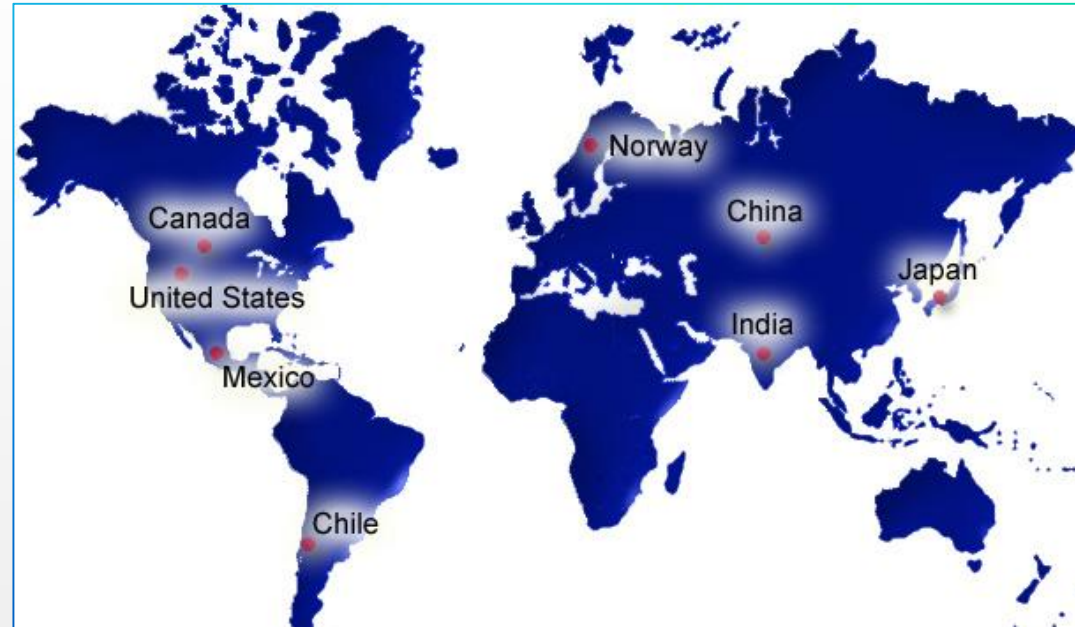 Norway
Canada
China
Japan
United States
India
Mexico
Chile